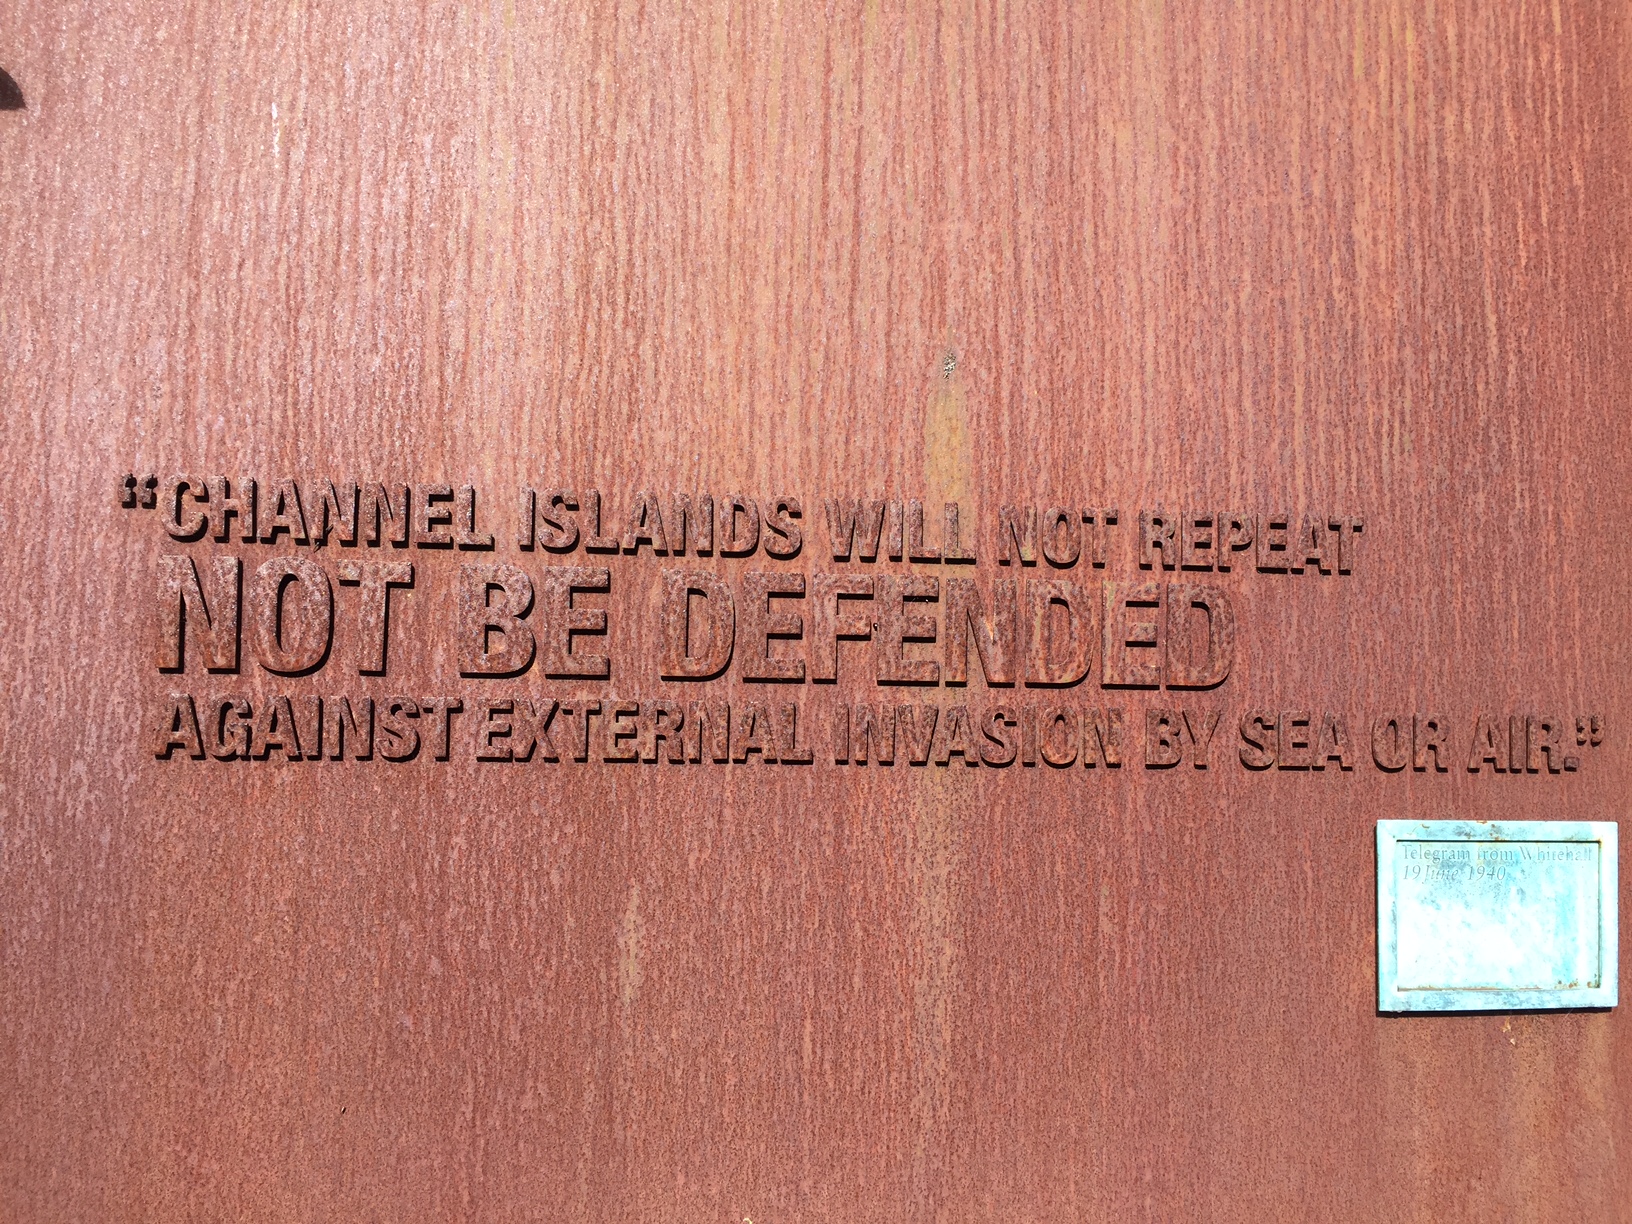 “CHANNEL ISLANDS WILL NOT REPEAT
NOT BE DEFENDED
AGAINST EXTERNAL INVASION BY SEA OR AIR.”
Telegram from Whitehall
19 June 1940